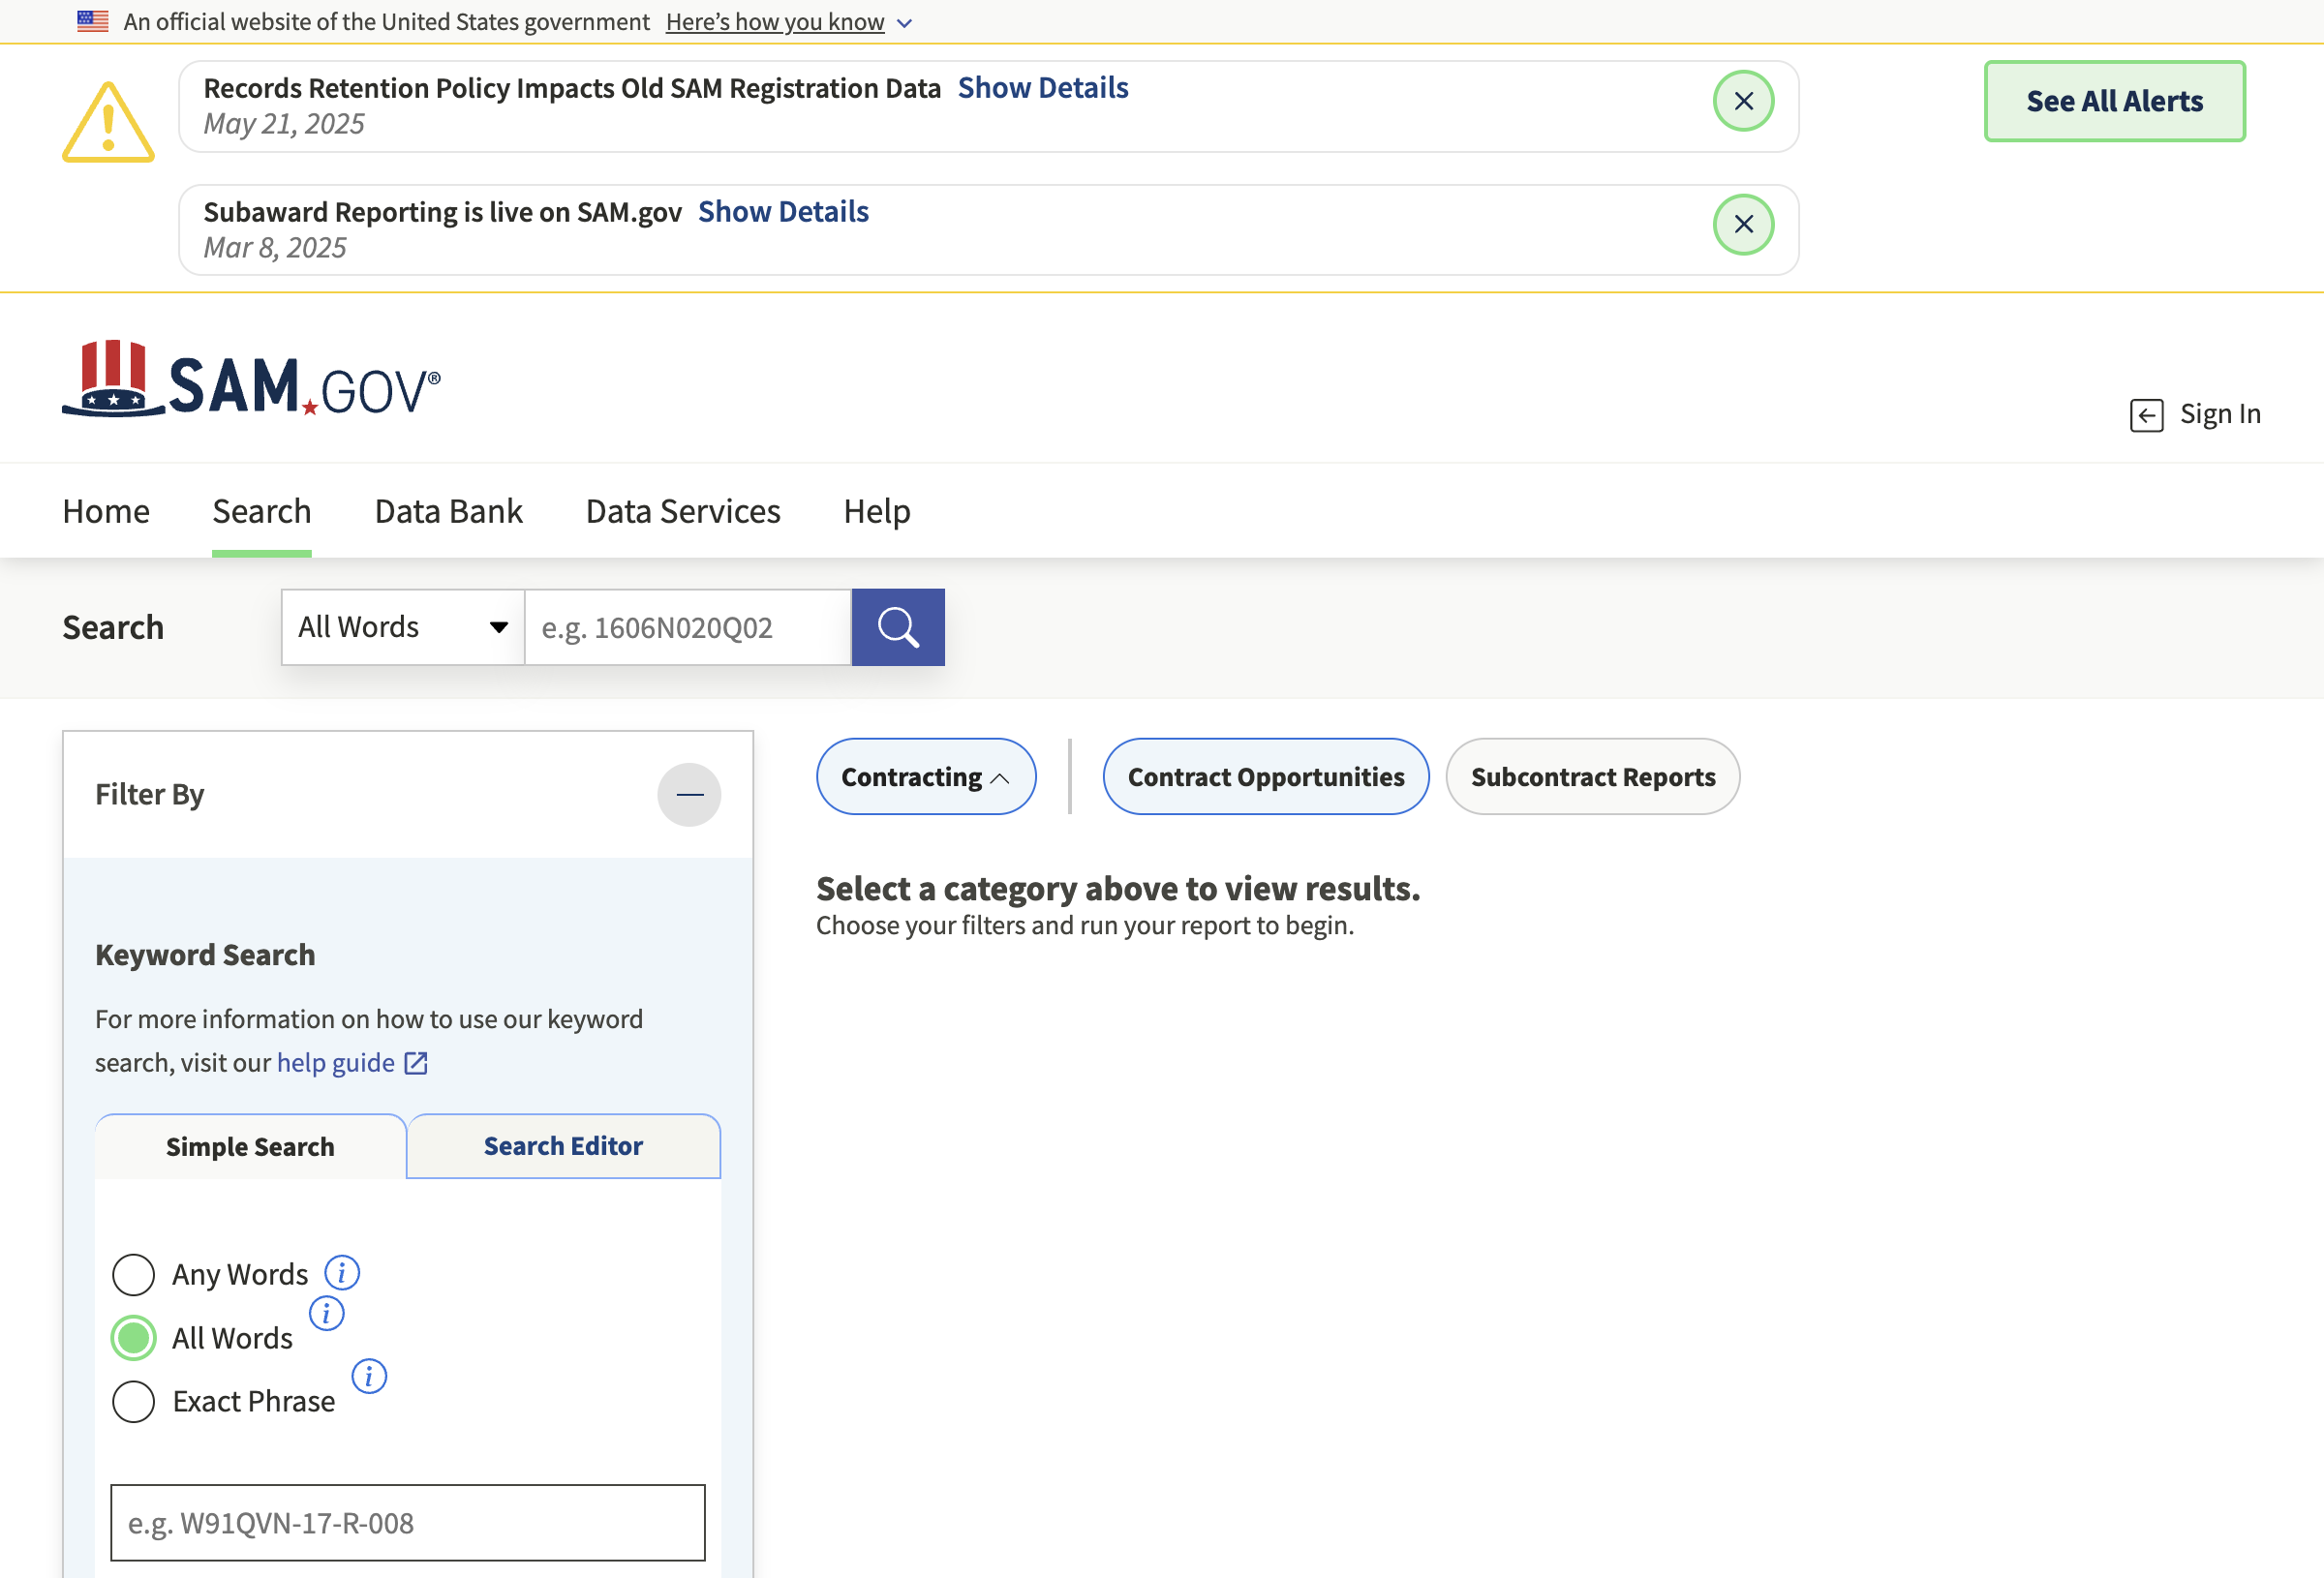 An official website of the United States government Here’s how you know
Records Retention Policy Impacts Old SAM Registration Data Show Details
May 21, 2025
See All Alerts
Subaward Reporting is live on SAM.gov Show Details
Mar 8, 2025
SAM.GOV®
Sign In
Home Search Data Bank Data Services Help
Search All Words e.g. 1606N020Q02
Filter By
Contracting Contract Opportunities Subcontract Reports
Select a category above to view results.
Choose your filters and run your report to begin.
Keyword Search
For more information on how to use our keyword
search, visit our help guide
Simple Search Search Editor
Any Words i
All Words i
Exact Phrase i
e.g. W91QVN-17-R-008